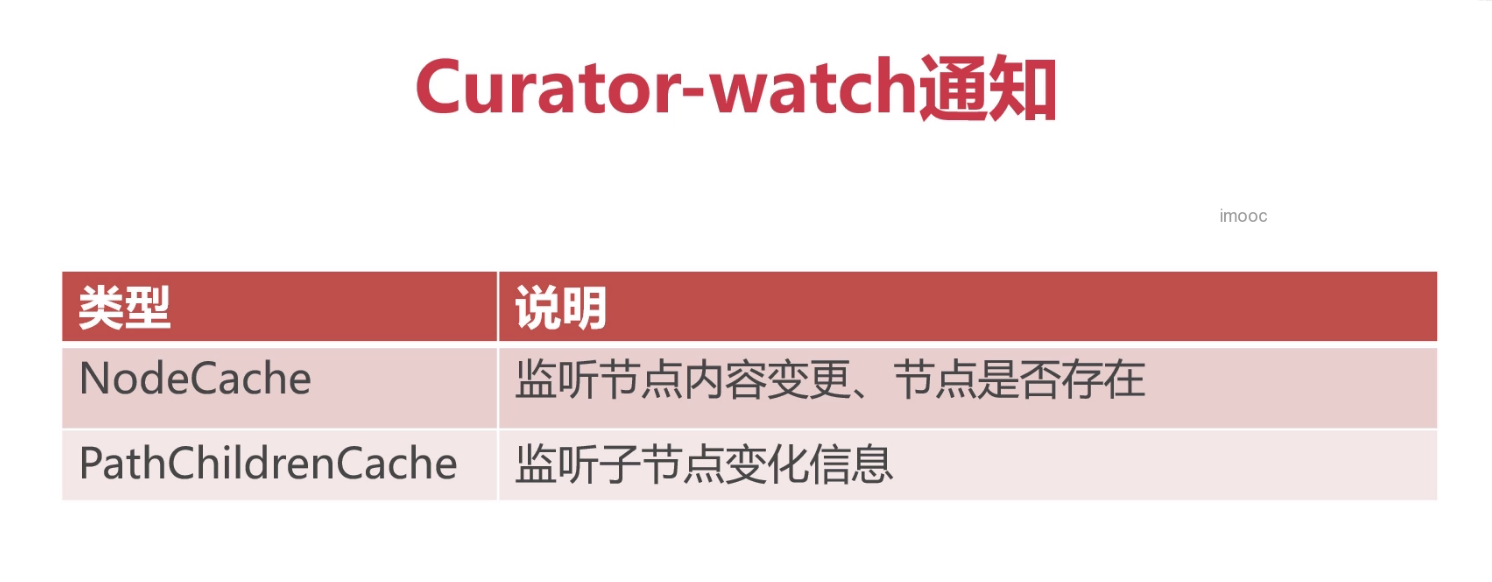 Curator-watch通知
imooc
类型 说明
NodeCache 监听节点内容变更、节点是否存在
PathChildrenCache 监听子节点变化信息